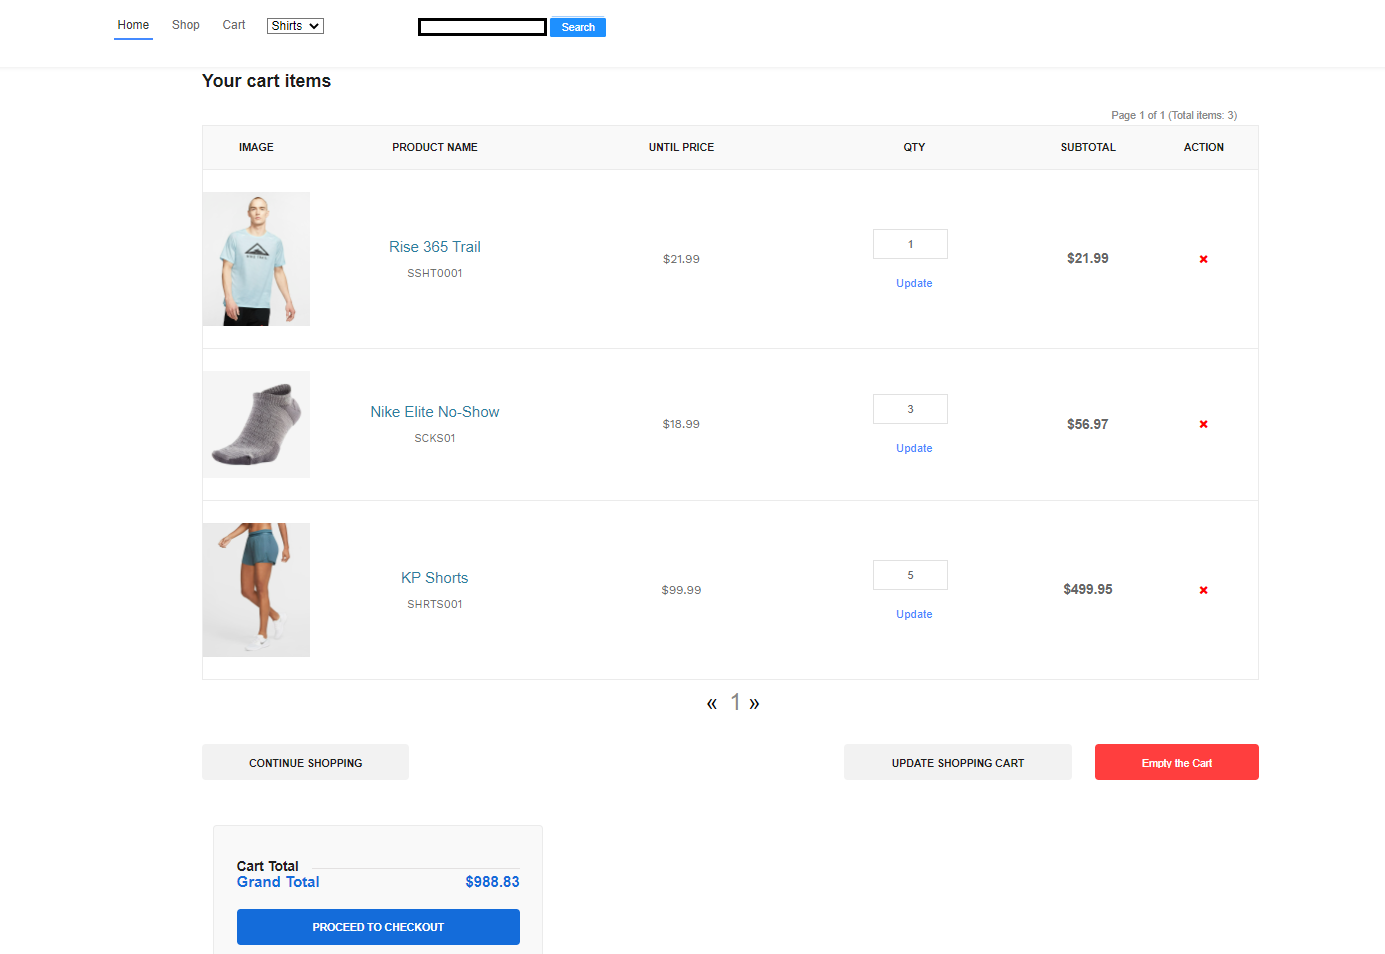 Home Shop Cart Shirts Search
Your cart items
Page 1 of 1 (Total items: 3)
IMAGE PRODUCT NAME UNTIL PRICE QTY SUBTOTAL ACTION
Rise 365 Trail
SSHT0001
$21.99
1
Update
$21.99
Nike Elite No-Show
SCKS01
$18.99
3
Update
$56.97
KP Shorts
SHRTS001
$99.99
5
Update
$499.95
« 1 »
CONTINUE SHOPPING UPDATE SHOPPING CART Empty the Cart
Cart Total
Grand Total $988.83
PROCEED TO CHECKOUT